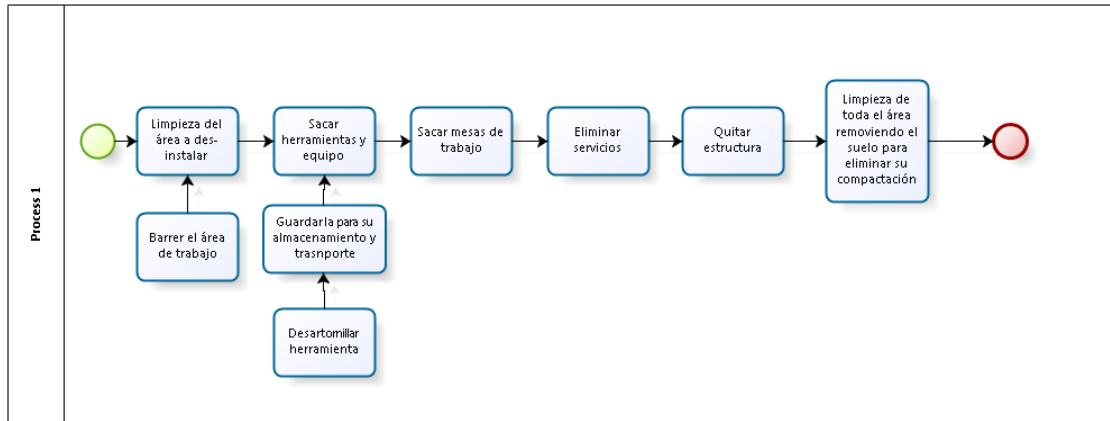 Process 1
Limpieza del
área a des-
instalar
Sacar
herramientas y
equipo
Sacar mesas de
trabajo
Eliminar
servicios
Quitar
estructura
Limpieza de
toda el área
removiendo el
suelo para
eliminar su
compactación
Barrer el área
de trabajo
Guardarla para su
almacenamiento y
trasnporte
Desartornillar
herramienta